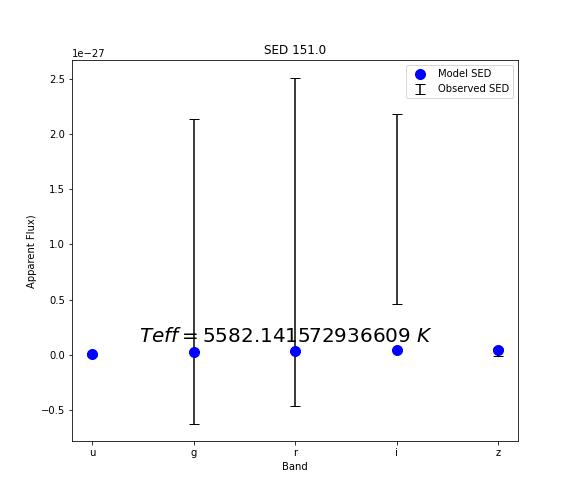 SED 151.0
1e−27
Model SED
Observed SED
2.5
2.0
1.5
1.0
0.5
0.0
−0.5
Apparent Flux)
Teff = 5582.141572936609 K
u g r i z
Band